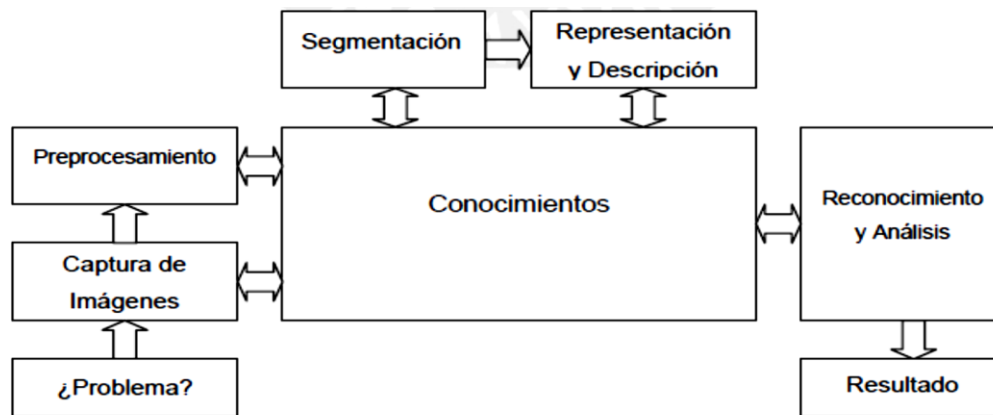 Segmentación
Representación
y Descripción
Preprocesamiento
Conocimientos
Reconocimiento
y Análisis
Captura de
Imágenes
¿Problema?
Resultado